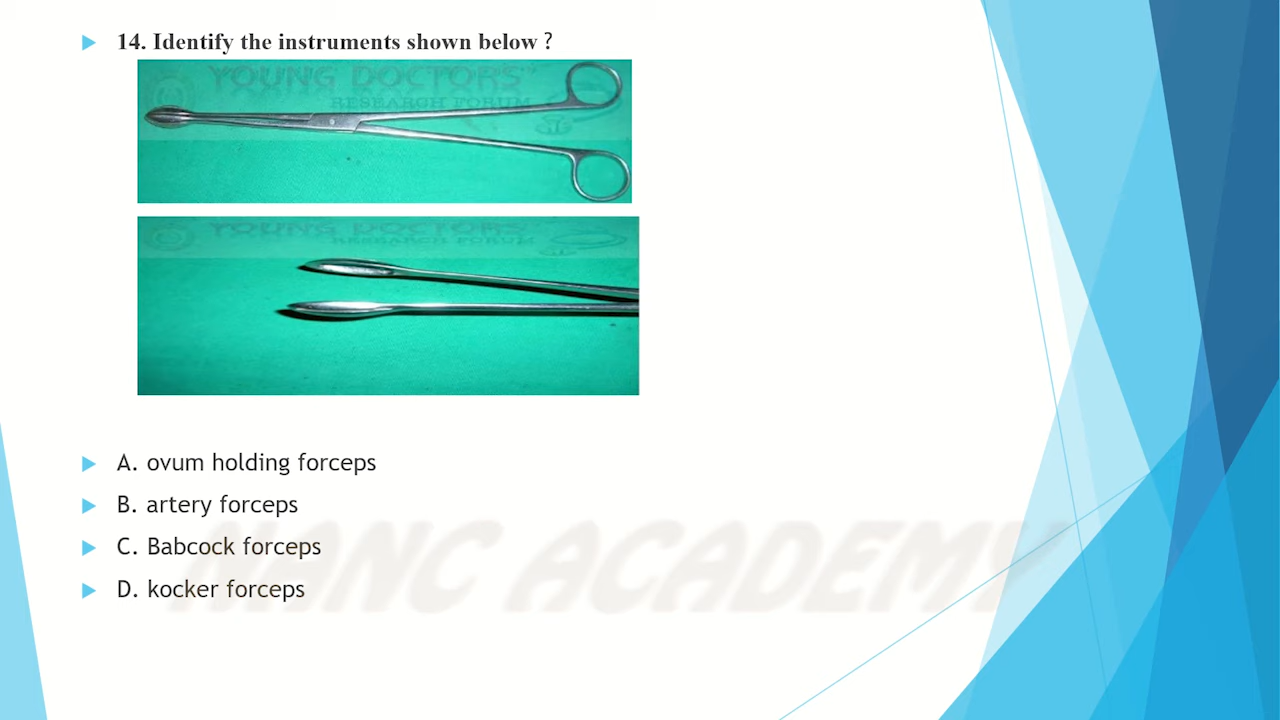 14. Identify the instruments shown below ?
YOUNG DOCTORS'
RESEARCH FORUM
YOUNG DOCTORS'
RESEARCH FORUM
A. ovum holding forceps
B. artery forceps
C. Babcock forceps
D. kocker forceps
NANC ACADEMY